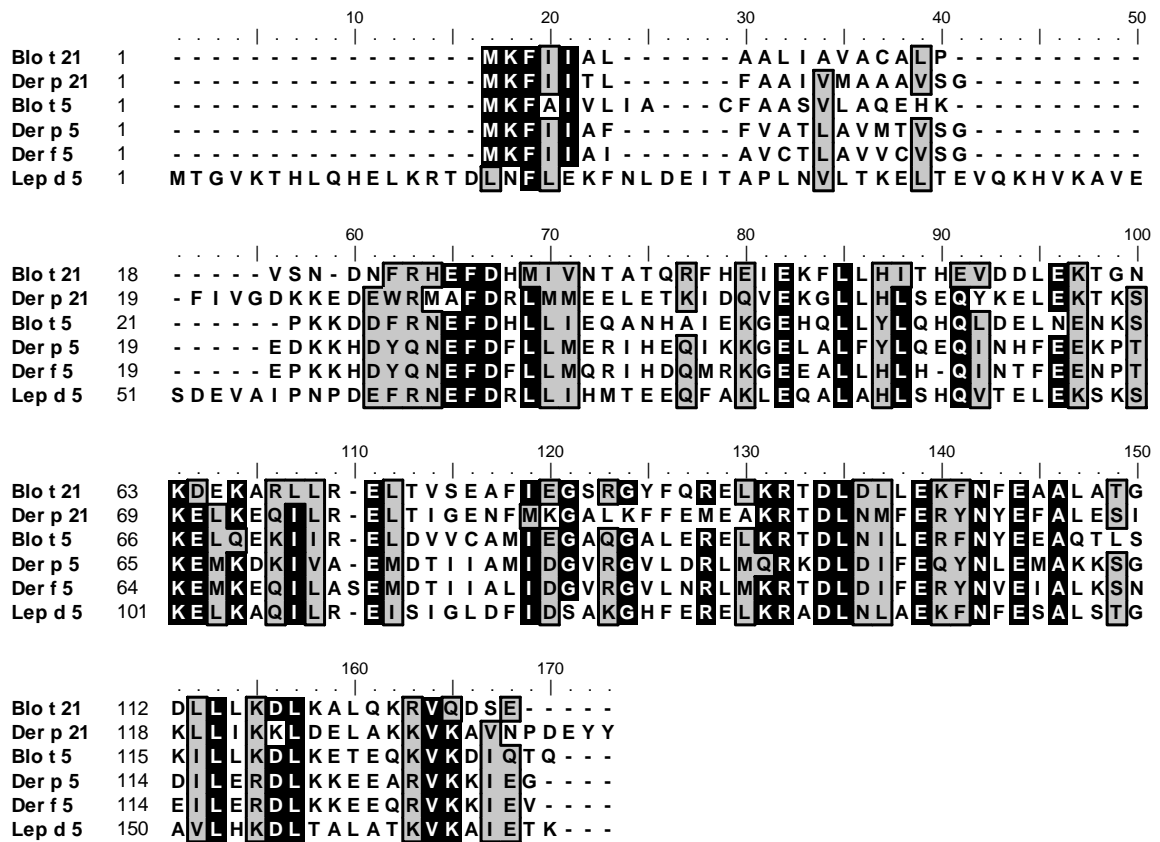 10 20 30 40 50
Blo t 21 1 ----------------MKFIIAL------AALIAVACALP----------
Der p 21 1 ----------------MKFIITL------FAAIVMAAAVSG---------
Blo t 5 1 ----------------MKFAIVLIA---CFAASVLAQEHK----------
Der p 5 1 ----------------MKFIIAF------FVATLAVMTVSG---------
Der f 5 1 ----------------MKFIIAI------AVCTLAVVCVSG---------
Lep d 5 1 MTGVKTHLQHELKRTDLNFLEKFNLDEITAPLNVLTKELTEVQKHVKAVE
60 70 80 90 100
Blo t 21 18 -----VSN-DNFRHEFDHMIVNTATQRFHEIEKFLLHITHEVDDLEKTGN
Der p 21 19 -FIVGDKKEDEWRMAFDRLMMEELETKIDQVEKGLLHLSEQYKELEKTKS
Blo t 5 21 ------PKKDDFRNEFDHLLIEQANHAIEKGEHQLLYLQHQLDELNENKS
Der p 5 19 -----EDKKHDYQNEFDFLLMERIHEQIKKGELALFYLQEQINHFEEKPT
Der f 5 19 -----EPKKHDYQNEFDFLLMQRIHDQMRKGEEALLHLH-QINTFEENPT
Lep d 5 51 SDEVAIPNPDEFRNEFDRLLIHMTEEQFAKLEQALAHLSHQVTELEKSKS
110 120 130 140 150
Blo t 21 63 KDEKARLLR-ELTVSEAFIEGSRGYFQRELKRTDLDLLEKFNFEAALATG
Der p 21 69 KELKEQILR-ELTIGENFMKGALKFFEMEAKRTDLNMFERYNYEFALESI
Blo t 5 66 KELQEKIIR-ELDVVCAMIEGAQGALERELKRTDLNILERFNYEEAQTLS
Der p 5 65 KEMKDKIVA-EMDTIIAMIDGVRGVLDRLMQRKDLDIFEQYNLEMAKKSG
Der f 5 64 KEMKEQILASEMDTIIALIDGVRGVLNRLMKRTDLDIFERYNVEIALKSN
Lep d 5 101 KELKAQILR-EISIGLDFIDSAKGHFERELKRADLNLAEKFNFESALSTG
160 170
Blo t 21 112 DLLLKDLKALQKRVQDSE-----
Der p 21 118 KLLIKKLDELAKKVKAVNPDEYY
Blo t 5 115 KILLKDLKETEQKVKDIQTQ---
Der p 5 114 DILERDLKKEEARVKKIEG----
Der f 5 114 EILERDLKKEEQRVKKIEV----
Lep d 5 150 AVLHKDLTALATKVKAIETK---